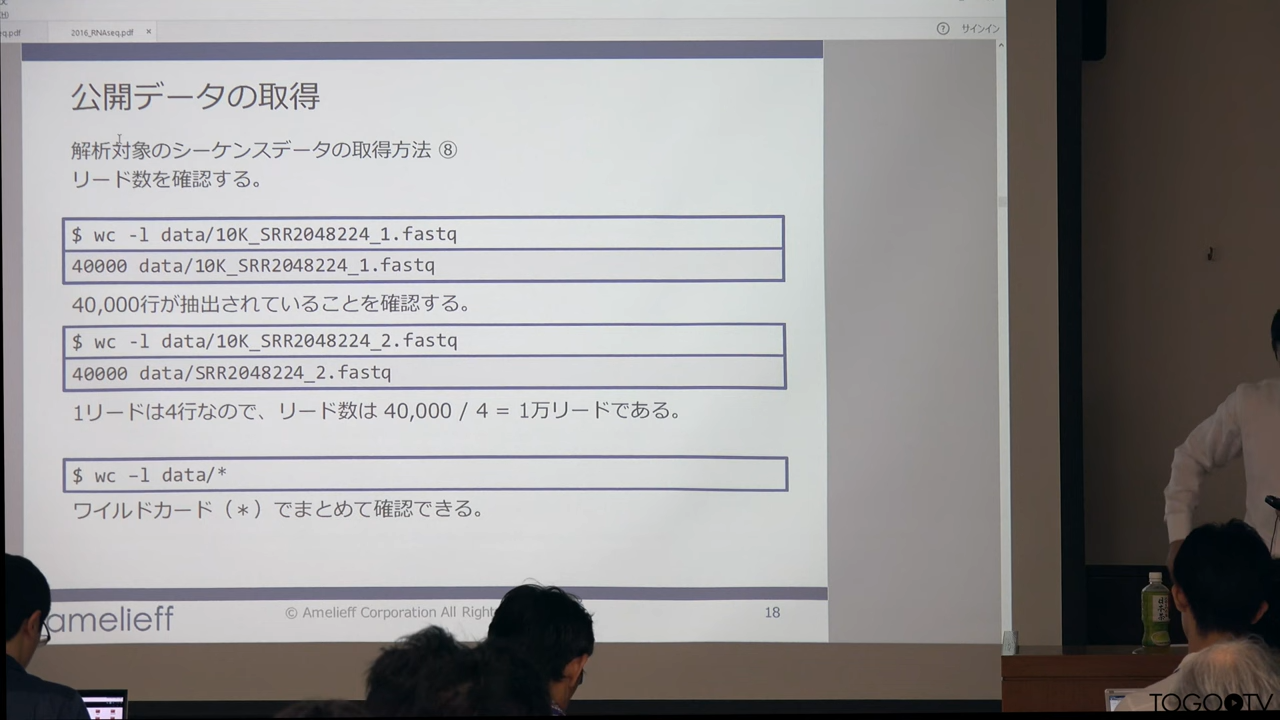 q.pdf
2016_RNAseq.pdf ×
? サインイン
公開データの取得
解析対象のシーケンスデータの取得方法 ⑧
リード数を確認する。
$ wc -l data/10K_SRR2048224_1.fastq
40000 data/10K_SRR2048224_1.fastq
40,000行が抽出されていることを確認する。
$ wc -l data/10K_SRR2048224_2.fastq
40000 data/SRR2048224_2.fastq
1リードは4行なので、リード数は 40,000 / 4 = 1万リードである。
$ wc –l data/*
ワイルドカード（*）でまとめて確認できる。
amelieff
© Amelieff Corporation All
18
TOGOTV